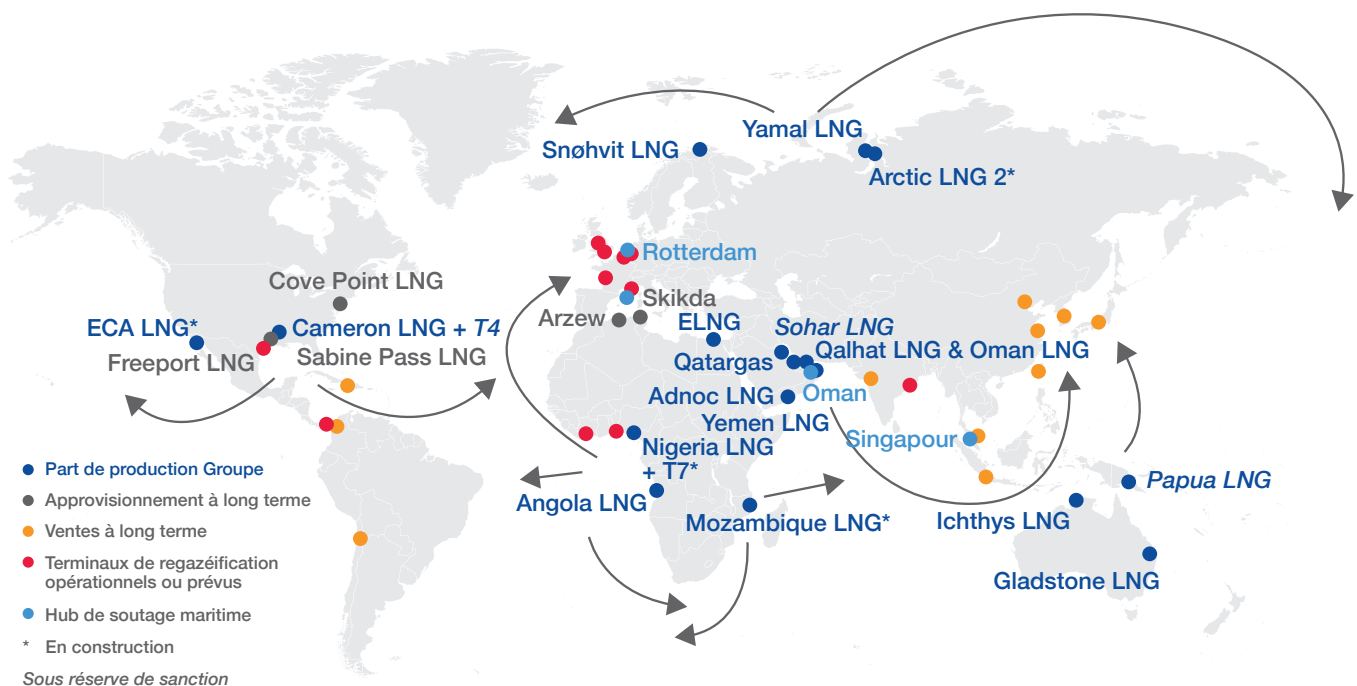 Yamal LNG
Snøhvit LNG
Arctic LNG 2*
Rotterdam
Cove Point LNG
Skikda
Arzew
ECA LNG*
Cameron LNG + T4
ELNG
Sohar LNG
Freeport LNG
Sabine Pass LNG
Qatargas
Qalhat LNG & Oman LNG
Adnoc LNG
Oman
Yemen LNG
Singapour
Nigeria LNG
+ T7*
Angola LNG
Mozambique LNG*
Papua LNG
Ichthys LNG
Gladstone LNG
Part de production Groupe
Approvisionnement à long terme
Ventes à long terme
Terminaux de regazéification
opérationnels ou prévus
Hub de soutage maritime
* En construction
Sous réserve de sanction